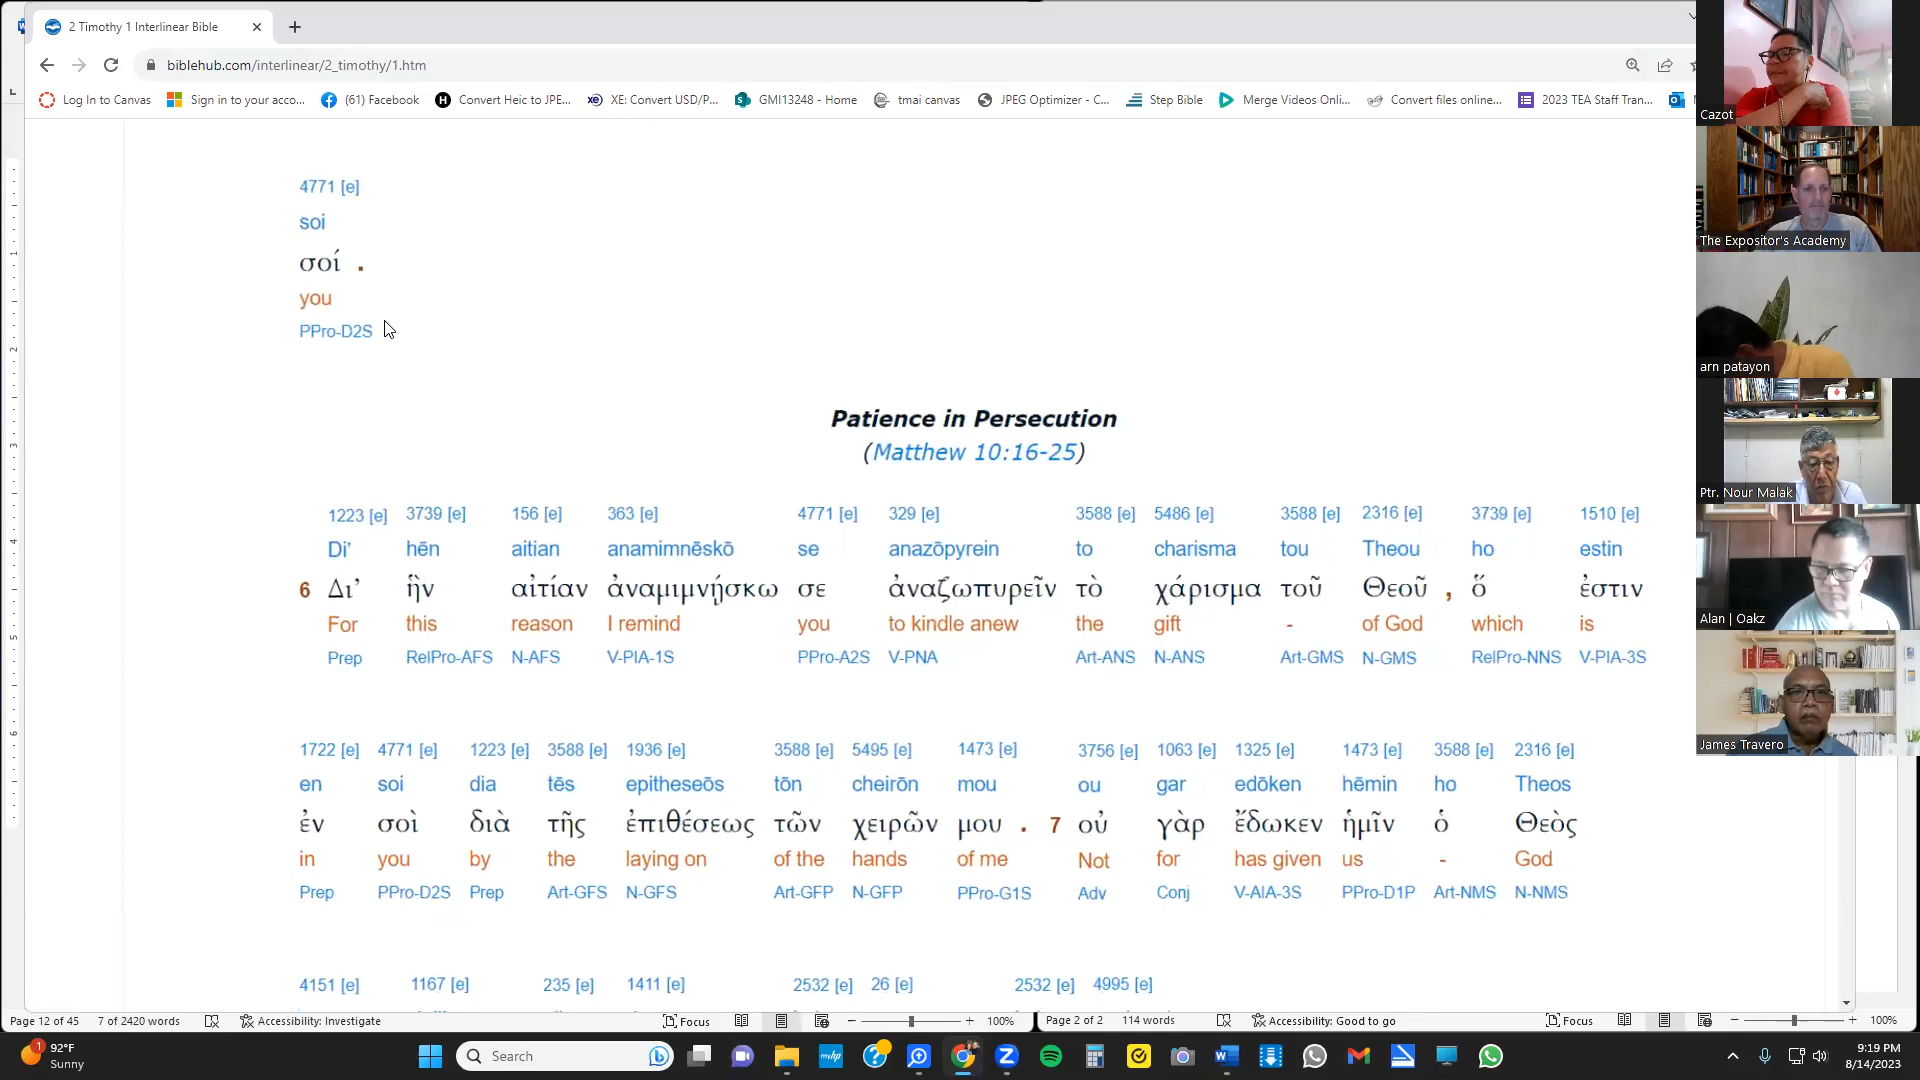 2 Timothy 1 Interlinear Bible
biblehub.com/interlinear/2_timothy/1.htm
Log In to Canvas
Sign in to your acco...
(61) Facebook
Convert Heic to JPE...
XE: Convert USD/P...
GMI13248 - Home
tmai canvas
JPEG Optimizer - C...
Step Bible
Merge Videos Onli...
Convert files online...
2023 TEA Staff Tran...
4771 [e]
soi
σοί .
you
PPro-D2S
Patience in Persecution
(Matthew 10:16-25)
1223 [e] 3739 [e] 156 [e] 363 [e] 4771 [e] 329 [e] 3588 [e] 5486 [e] 3588 [e] 2316 [e] 3739 [e] 1510 [e]
Di’ hēn aitian anamimnēskō se anazōpyrein to charisma tou Theou ho estin
6 Δι’ ἣν αἰτίαν ἀναμιμνῄσκω σε ἀναζωπυρεῖν τὸ χάρισμα τοῦ Θεοῦ , ὅ ἐστιν
For this reason I remind you to kindle anew the gift - of God which is
Prep RelPro-AFS N-AFS V-PIA-1S PPro-A2S V-PNA Art-ANS N-ANS Art-GMS N-GMS RelPro-NNS V-PIA-3S
1722 [e] 4771 [e] 1223 [e] 3588 [e] 1936 [e] 3588 [e] 5495 [e] 1473 [e] 3756 [e] 1063 [e] 1325 [e] 1473 [e] 3588 [e] 2316 [e]
en soi dia tēs epitheseōs tōn cheirōn mou ou gar edōken hēmin ho Theos
ἐν σοὶ διὰ τῆς ἐπιθέσεως τῶν χειρῶν μου . 7 οὐ γὰρ ἔδωκεν ἡμῖν ὁ Θεὸς
in you by the laying on of the hands of me Not for has given us - God
Prep PPro-D2S Prep Art-GFS N-GFS Art-GFP N-GFP PPro-G1S Adv Conj V-AIA-3S PPro-D1P Art-NMS N-NMS
4151 [e] 1167 [e] 235 [e] 1411 [e] 2532 [e] 26 [e] 2532 [e] 4995 [e]
Cazot
The Expositor's Academy
arn patayon
Ptr. Nour Malak
Alan | Oakz
James Travero
Page 12 of 45 7 of 2420 words Accessibility: Investigate Focus 100%
Page 2 of 2 114 words Accessibility: Good to go Focus 100%
1
92°F
Sunny
Search
9:19 PM
8/14/2023